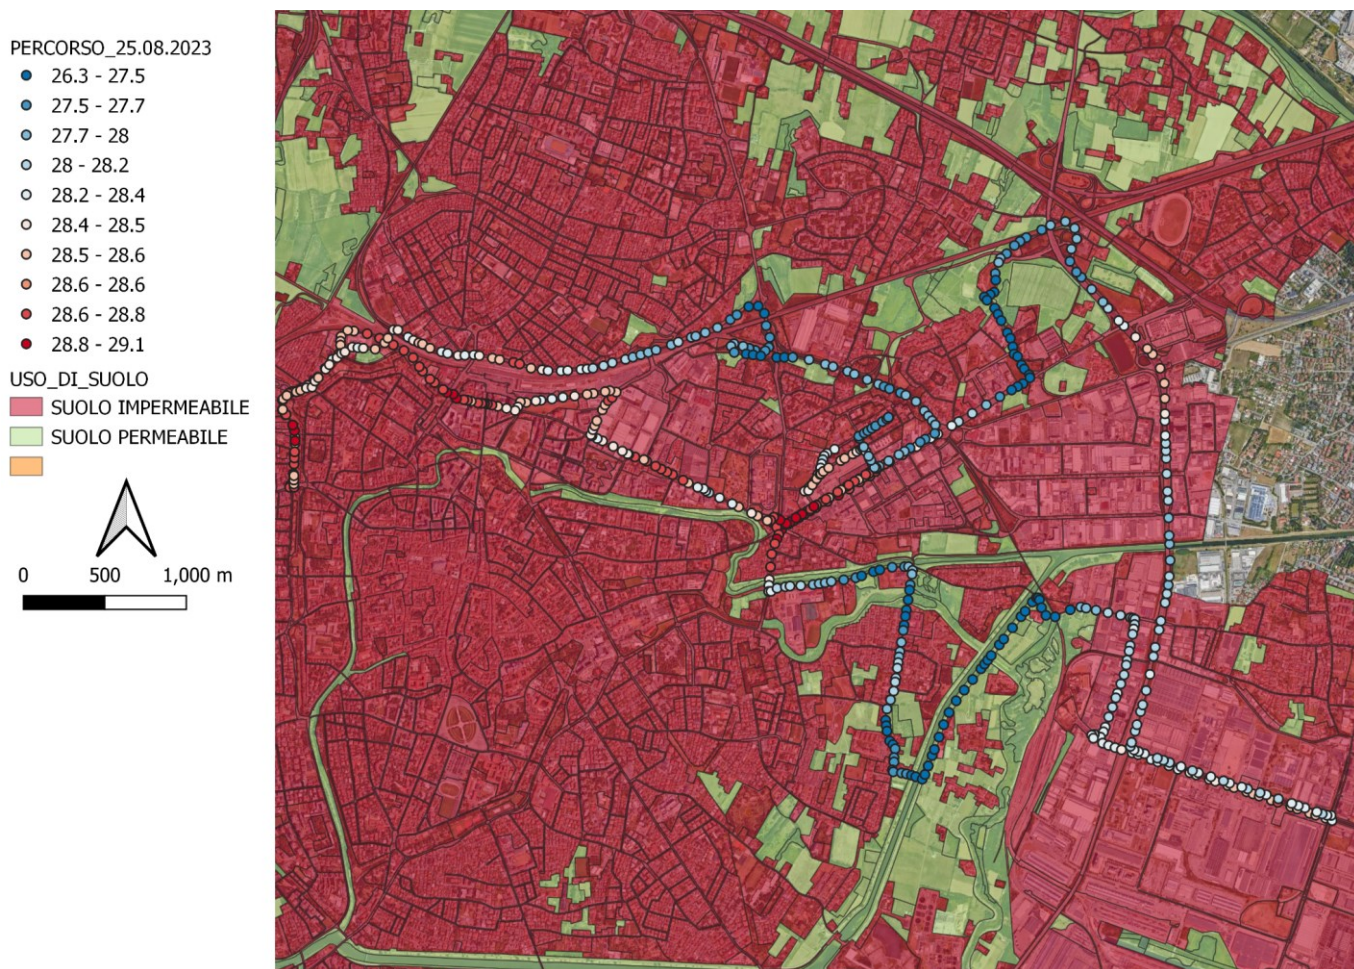 PERCORSO_25.08.2023
26.3 - 27.5
27.5 - 27.7
27.7 - 28
28 - 28.2
28.2 - 28.4
28.4 - 28.5
28.5 - 28.6
28.6 - 28.6
28.6 - 28.8
28.8 - 29.1
USO_DI_SUOLO
SUOLO IMPERMEABILE
SUOLO PERMEABILE
0 500 1,000 m